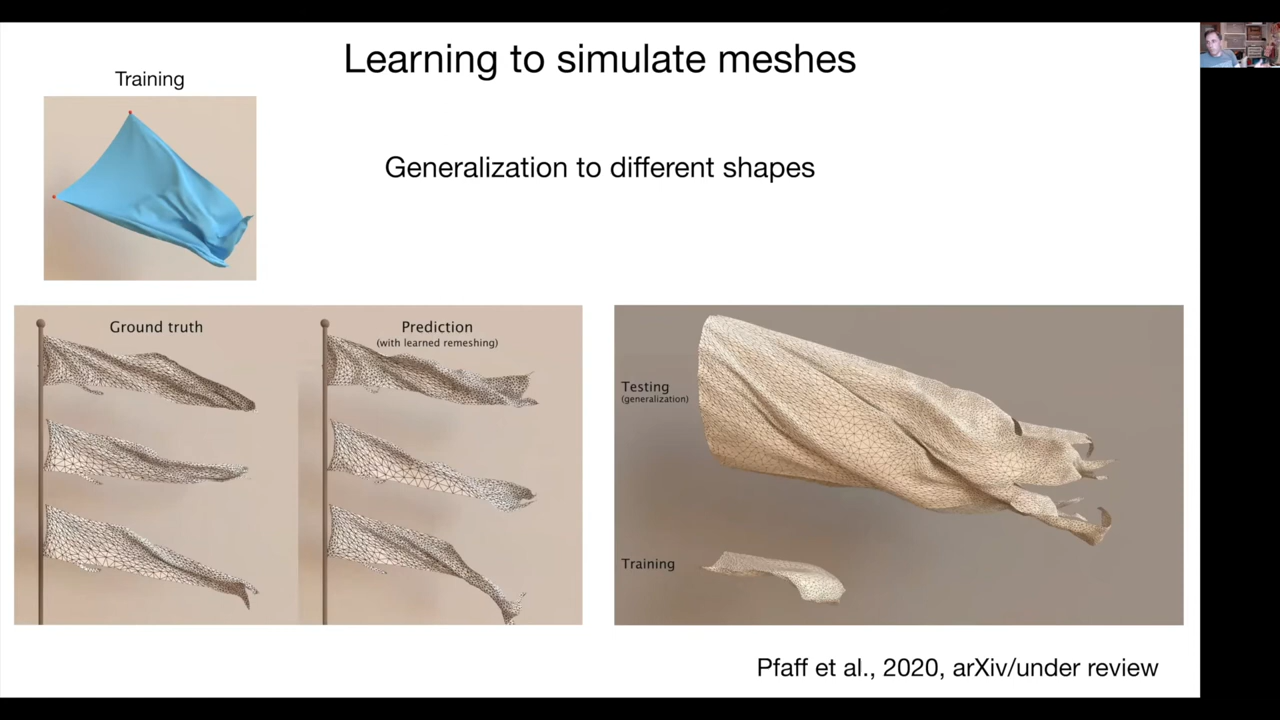 Learning to simulate meshes
Training
Generalization to different shapes
Ground truth
Prediction
(with learned remeshing)
Testing
(generalization)
Training
Pfaff et al., 2020, arXiv/under review